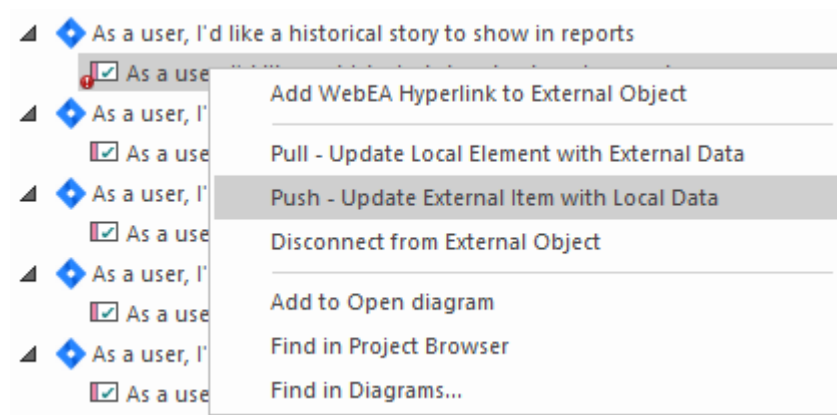 As a user, I'd like a historical story to show in reports
As a use
Add WebEA Hyperlink to External Object
As a user, I'
As a use
Pull - Update Local Element with External Data
As a user, I'
Push - Update External Item with Local Data
As a use
Disconnect from External Object
As a user, I'
As a use
Add to Open diagram
As a user, I'
Find in Project Browser
As a use
Find in Diagrams...